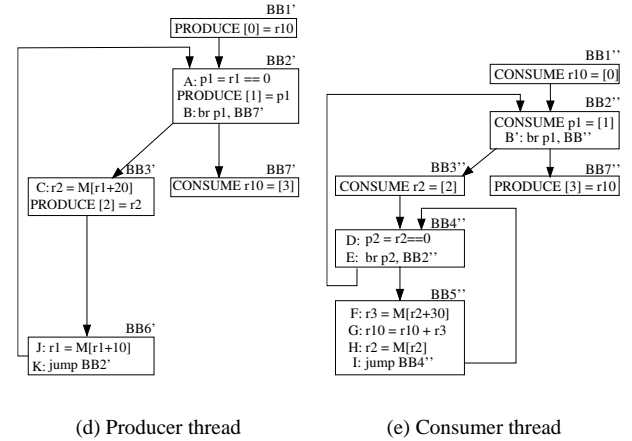 BB1’
PRODUCE [0] = r10
BB2’
A: p1 = r1 == 0
PRODUCE [1] = p1
B: br p1, BB7’
BB3’
C: r2 = M[r1+20]
PRODUCE [2] = r2
BB7’
CONSUME r10 = [3]
BB6’
J: r1 = M[r1+10]
K: jump BB2’
(d) Producer thread
BB1’’
CONSUME r10 = [0]
BB2’’
CONSUME p1 = [1]
B’: br p1, BB’’
BB3’’
CONSUME r2 = [2]
BB7’’
PRODUCE [3] = r10
BB4’’
D: p2 = r2==0
E: br p2, BB2’’
BB5’’
F: r3 = M[r2+30]
G: r10 = r10 + r3
H: r2 = M[r2]
I: jump BB4’’
(e) Consumer thread